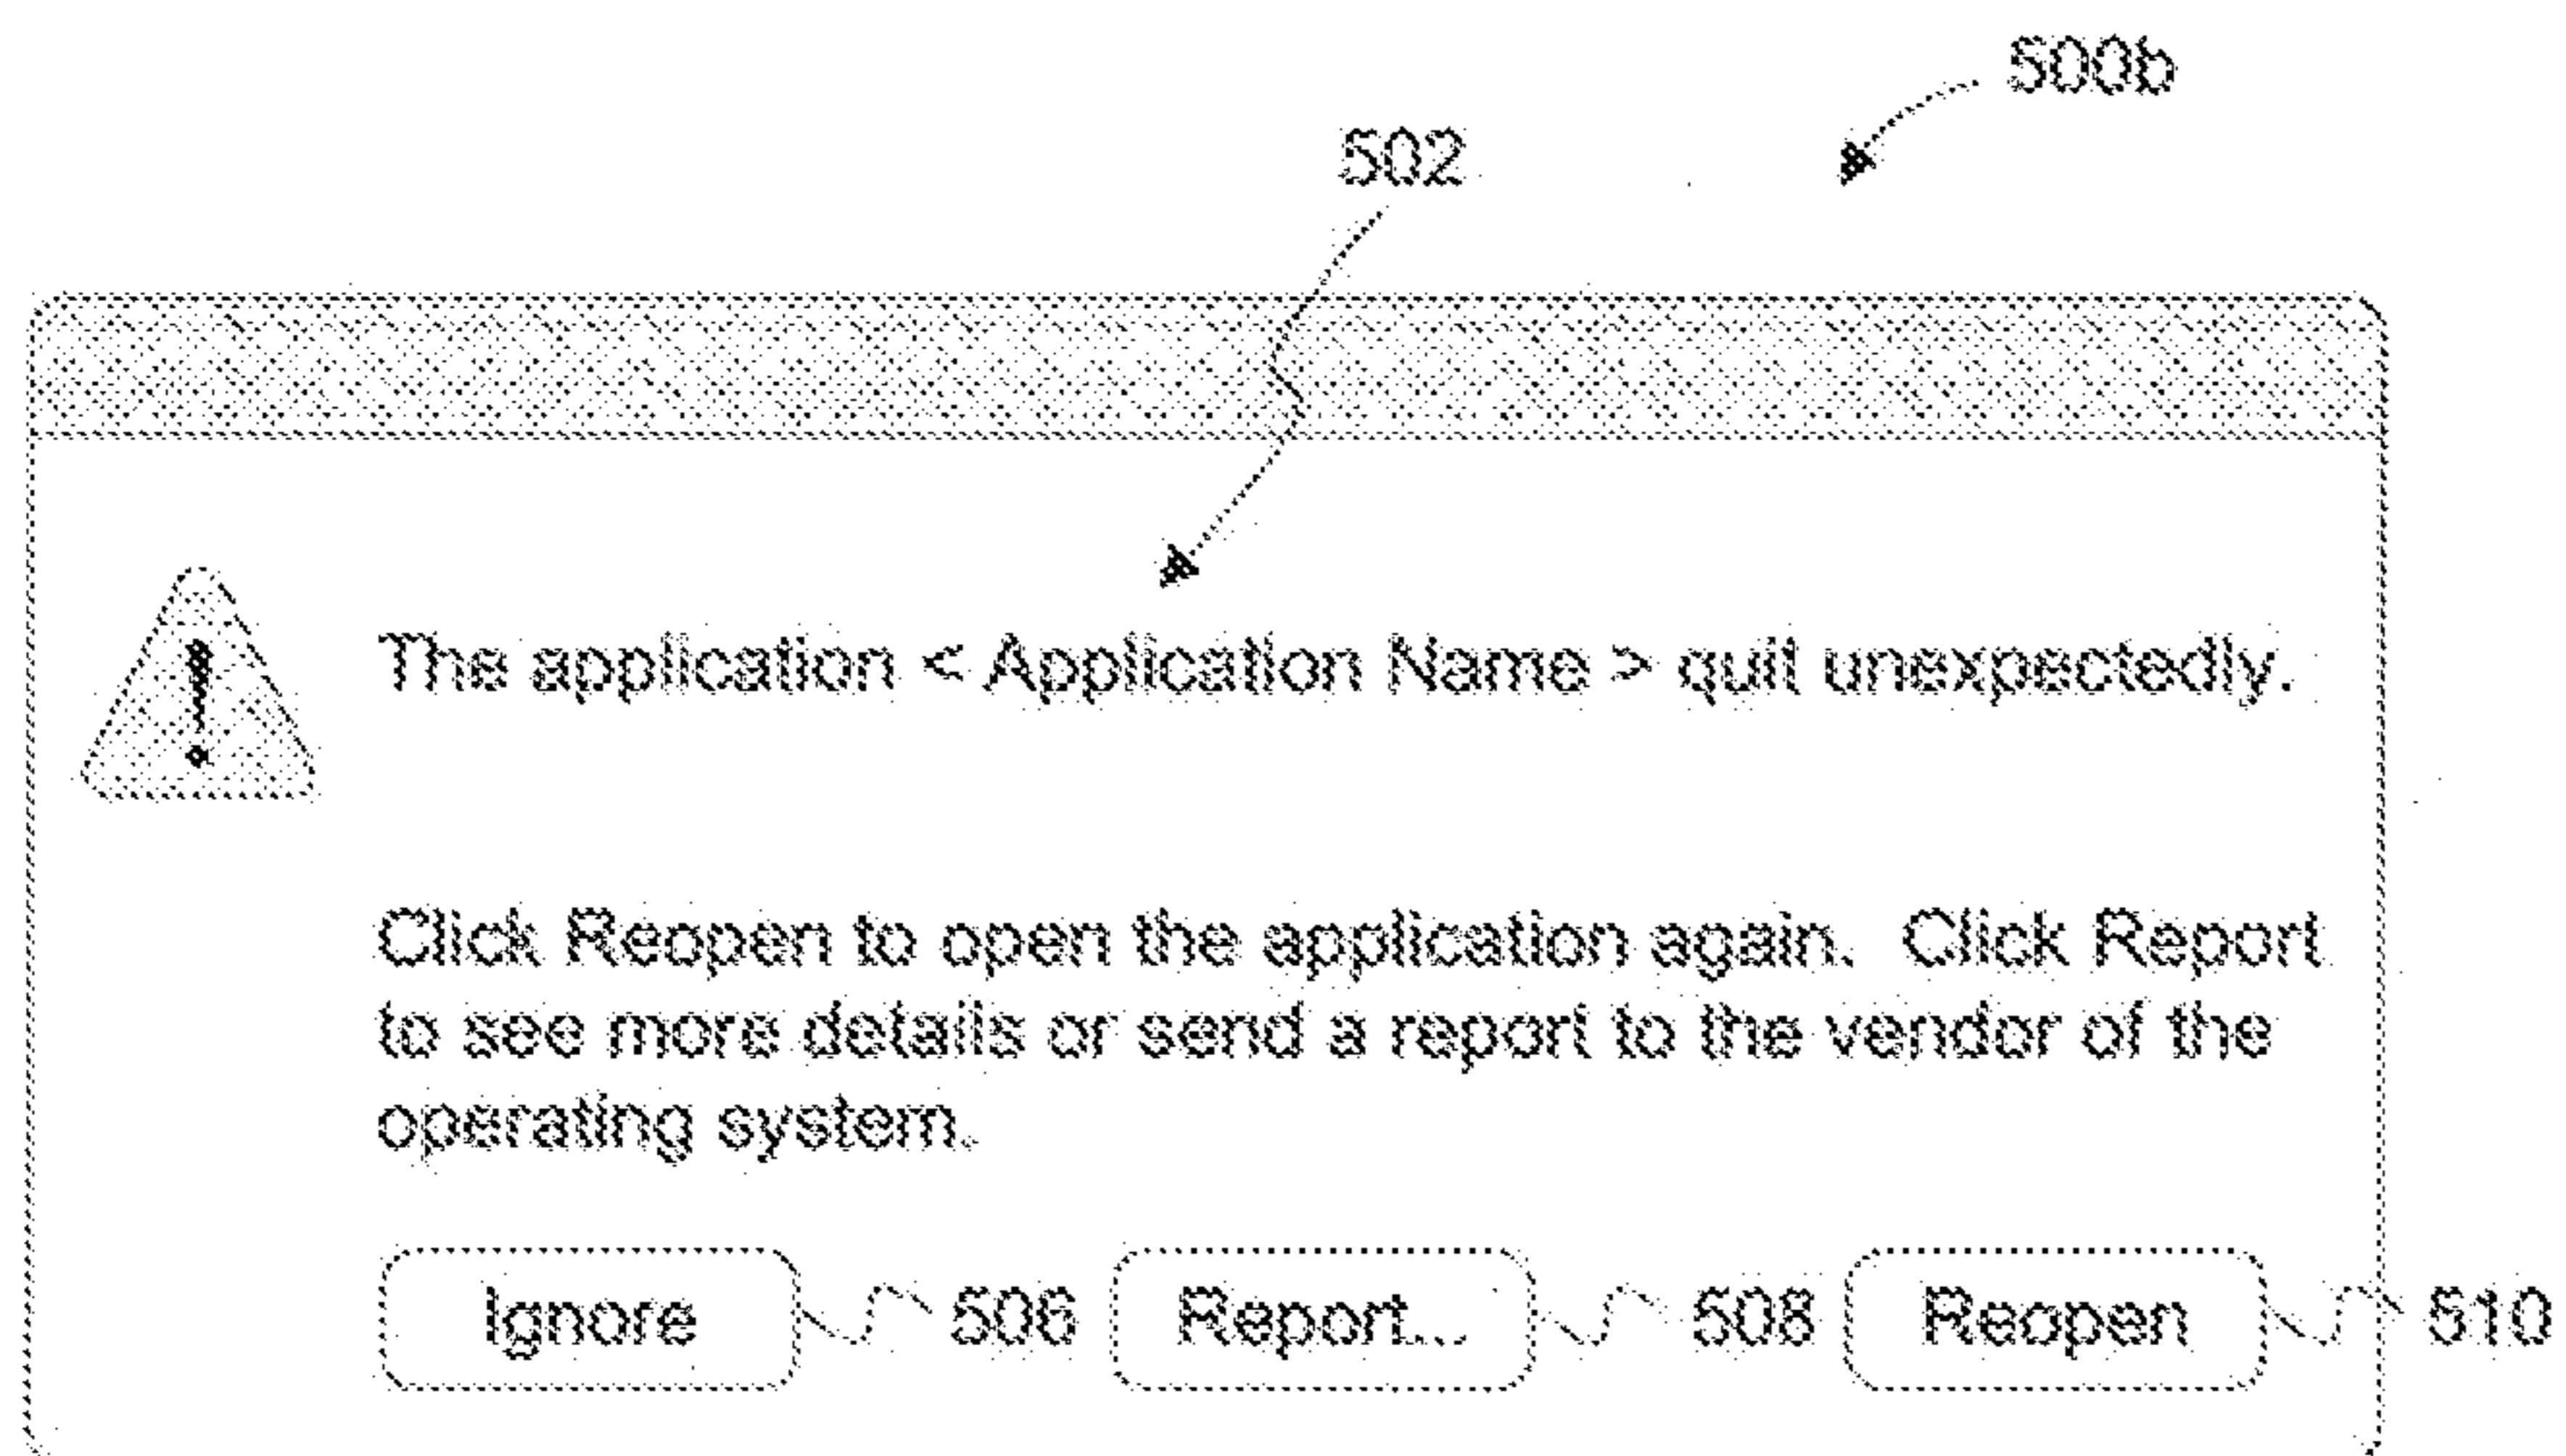 500b
502
!
The application < Application Name > quit unexpectedly.
Click Reopen to open the application again. Click Report
to see more details or send a report to the vendor of the
operating system.
Ignore 506 Report... 508 Reopen 510